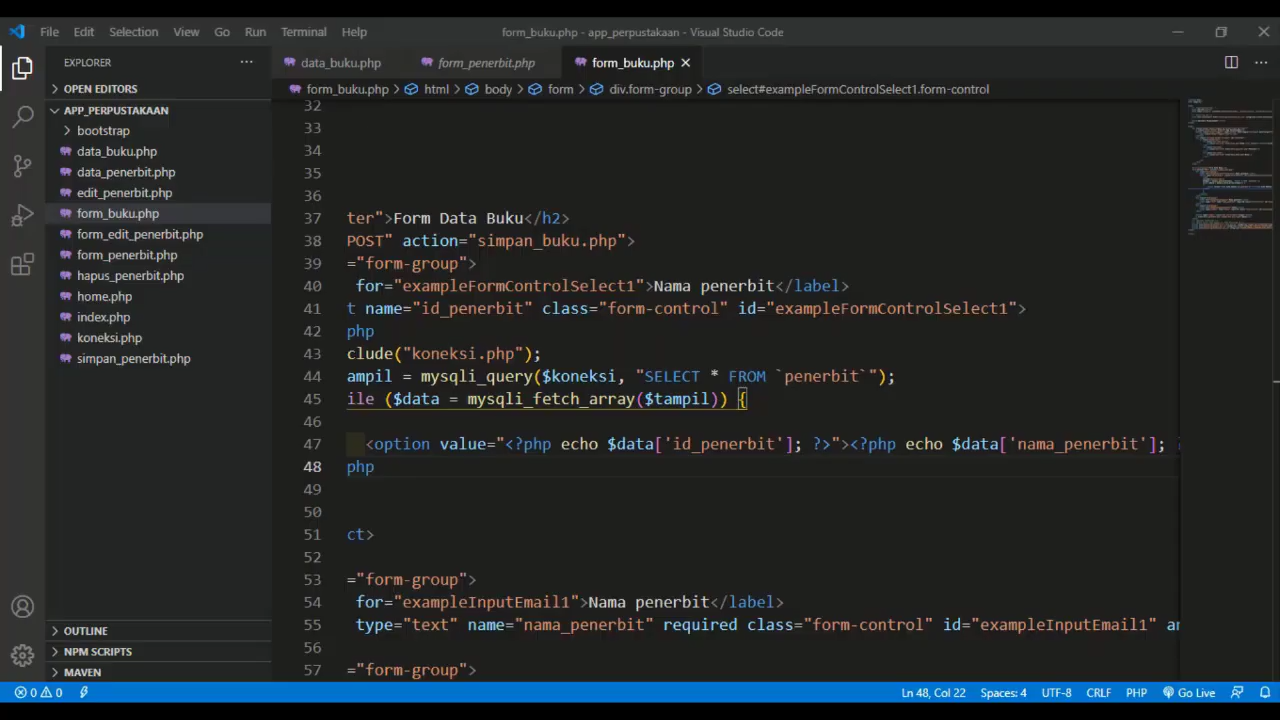 File Edit Selection View Go Run Terminal Help form_buku.php - app_perpustakaan - Visual Studio Code
EXPLORER ··· data_buku.php form_penerbit.php form_buku.php
OPEN EDITORS
APP_PERPUSTAKAAN
bootstrap
data_buku.php
data_penerbit.php
edit_penerbit.php
form_buku.php
form_edit_penerbit.php
form_penerbit.php
hapus_penerbit.php
home.php
index.php
koneksi.php
simpan_penerbit.php
OUTLINE
NPM SCRIPTS
MAVEN
form_buku.php > html > body > form > div.form-group > select#exampleFormControlSelect1.form-control
32
33
34
35
36
37 ter">Form Data Buku</h2>
38 POST" action="simpan_buku.php">
39 ="form-group">
40 for="exampleFormControlSelect1">Nama penerbit</label>
41 t name="id_penerbit" class="form-control" id="exampleFormControlSelect1">
42 php
43 clude("koneksi.php");
44 ampil = mysqli_query($koneksi, "SELECT * FROM `penerbit`");
45 ile ($data = mysqli_fetch_array($tampil)) {
46
47 <option value="<?php echo $data['id_penerbit']; ?>"><?php echo $data['nama_penerbit']; ?
48 php
49
50
51 ct>
52
53 ="form-group">
54 for="exampleInputEmail1">Nama penerbit</label>
55 type="text" name="nama_penerbit" required class="form-control" id="exampleInputEmail1" ar
56
57 ="form-group">
0 0 Ln 48, Col 22 Spaces: 4 UTF-8 CRLF PHP Go Live